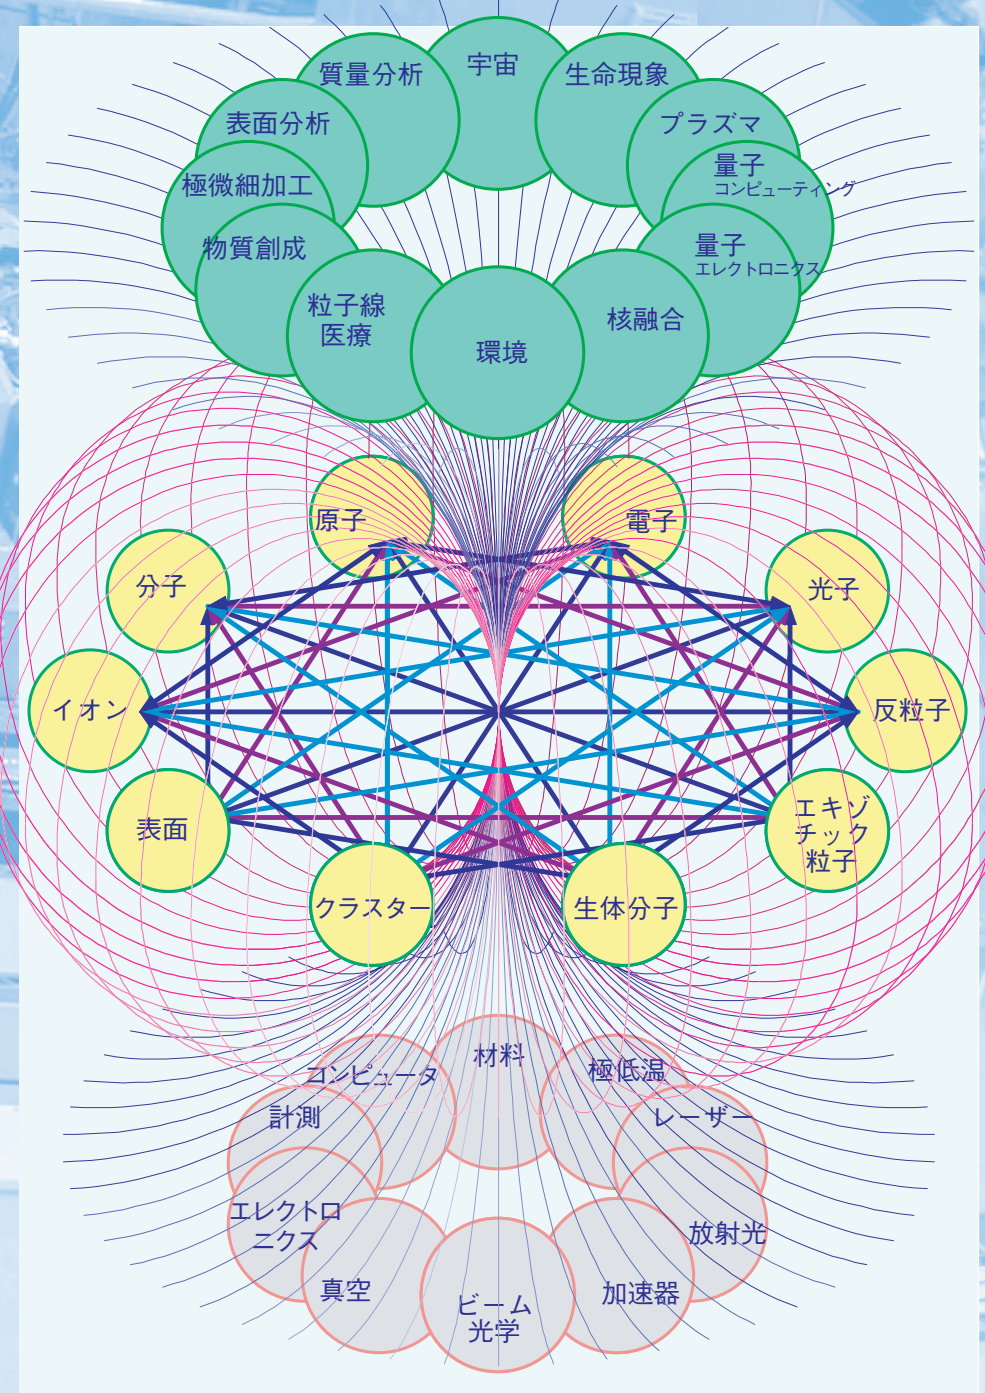 宇宙
質量分析
生命現象
表面分析
プラズマ
極微細加工
量子
コンピューティング
物質創成
量子
エレクトロニクス
粒子線
医療
核融合
環境
原子
電子
分子
光子
イオン
反粒子
表面
エキゾ
チック
粒子
クラスター
生体分子
材料
コンピュータ
極低温
計測
レーザー
エレクトロ
ニクス
放射光
真空
加速器
ビーム
光学